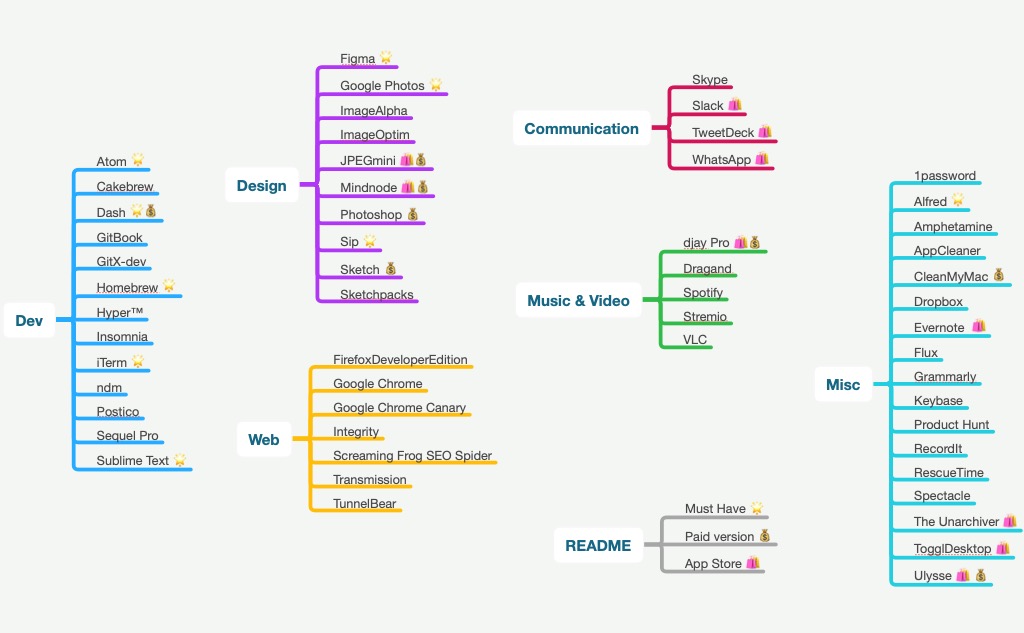 Dev
Atom 🌟
Cakebrew
Dash 🌟💰
GitBook
GitX-dev
Homebrew 🌟
Hyper™
Insomnia
iTerm 🌟
ndm
Postico
Sequel Pro
Sublime Text 🌟
Design
Figma 🌟
Google Photos 🌟
ImageAlpha
ImageOptim
JPEGmini 🛍💰
Mindnode 🛍💰
Photoshop 💰
Sip 🌟
Sketch 💰
Sketchpacks
Web
FirefoxDeveloperEdition
Google Chrome
Google Chrome Canary
Integrity
Screaming Frog SEO Spider
Transmission
TunnelBear
Communication
Skype
Slack 🛍
TweetDeck 🛍
WhatsApp 🛍
Music & Video
djay Pro 🛍💰
Dragand
Spotify
Stremio
VLC
README
Must Have 🌟
Paid version 💰
App Store 🛍
Misc
1password
Alfred 🌟
Amphetamine
AppCleaner
CleanMyMac 💰
Dropbox
Evernote 🛍
Flux
Grammarly
Keybase
Product Hunt
RecordIt
RescueTime
Spectacle
The Unarchiver 🛍
TogglDesktop 🛍
Ulysse 🛍 💰